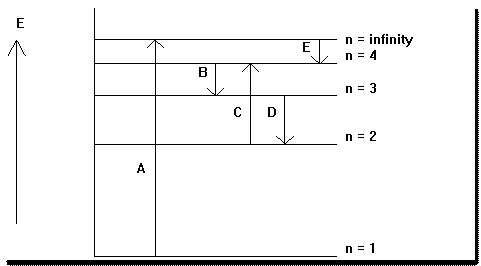 E
n = infinity
E
n = 4
B
n = 3
C
D
n = 2
A
n = 1